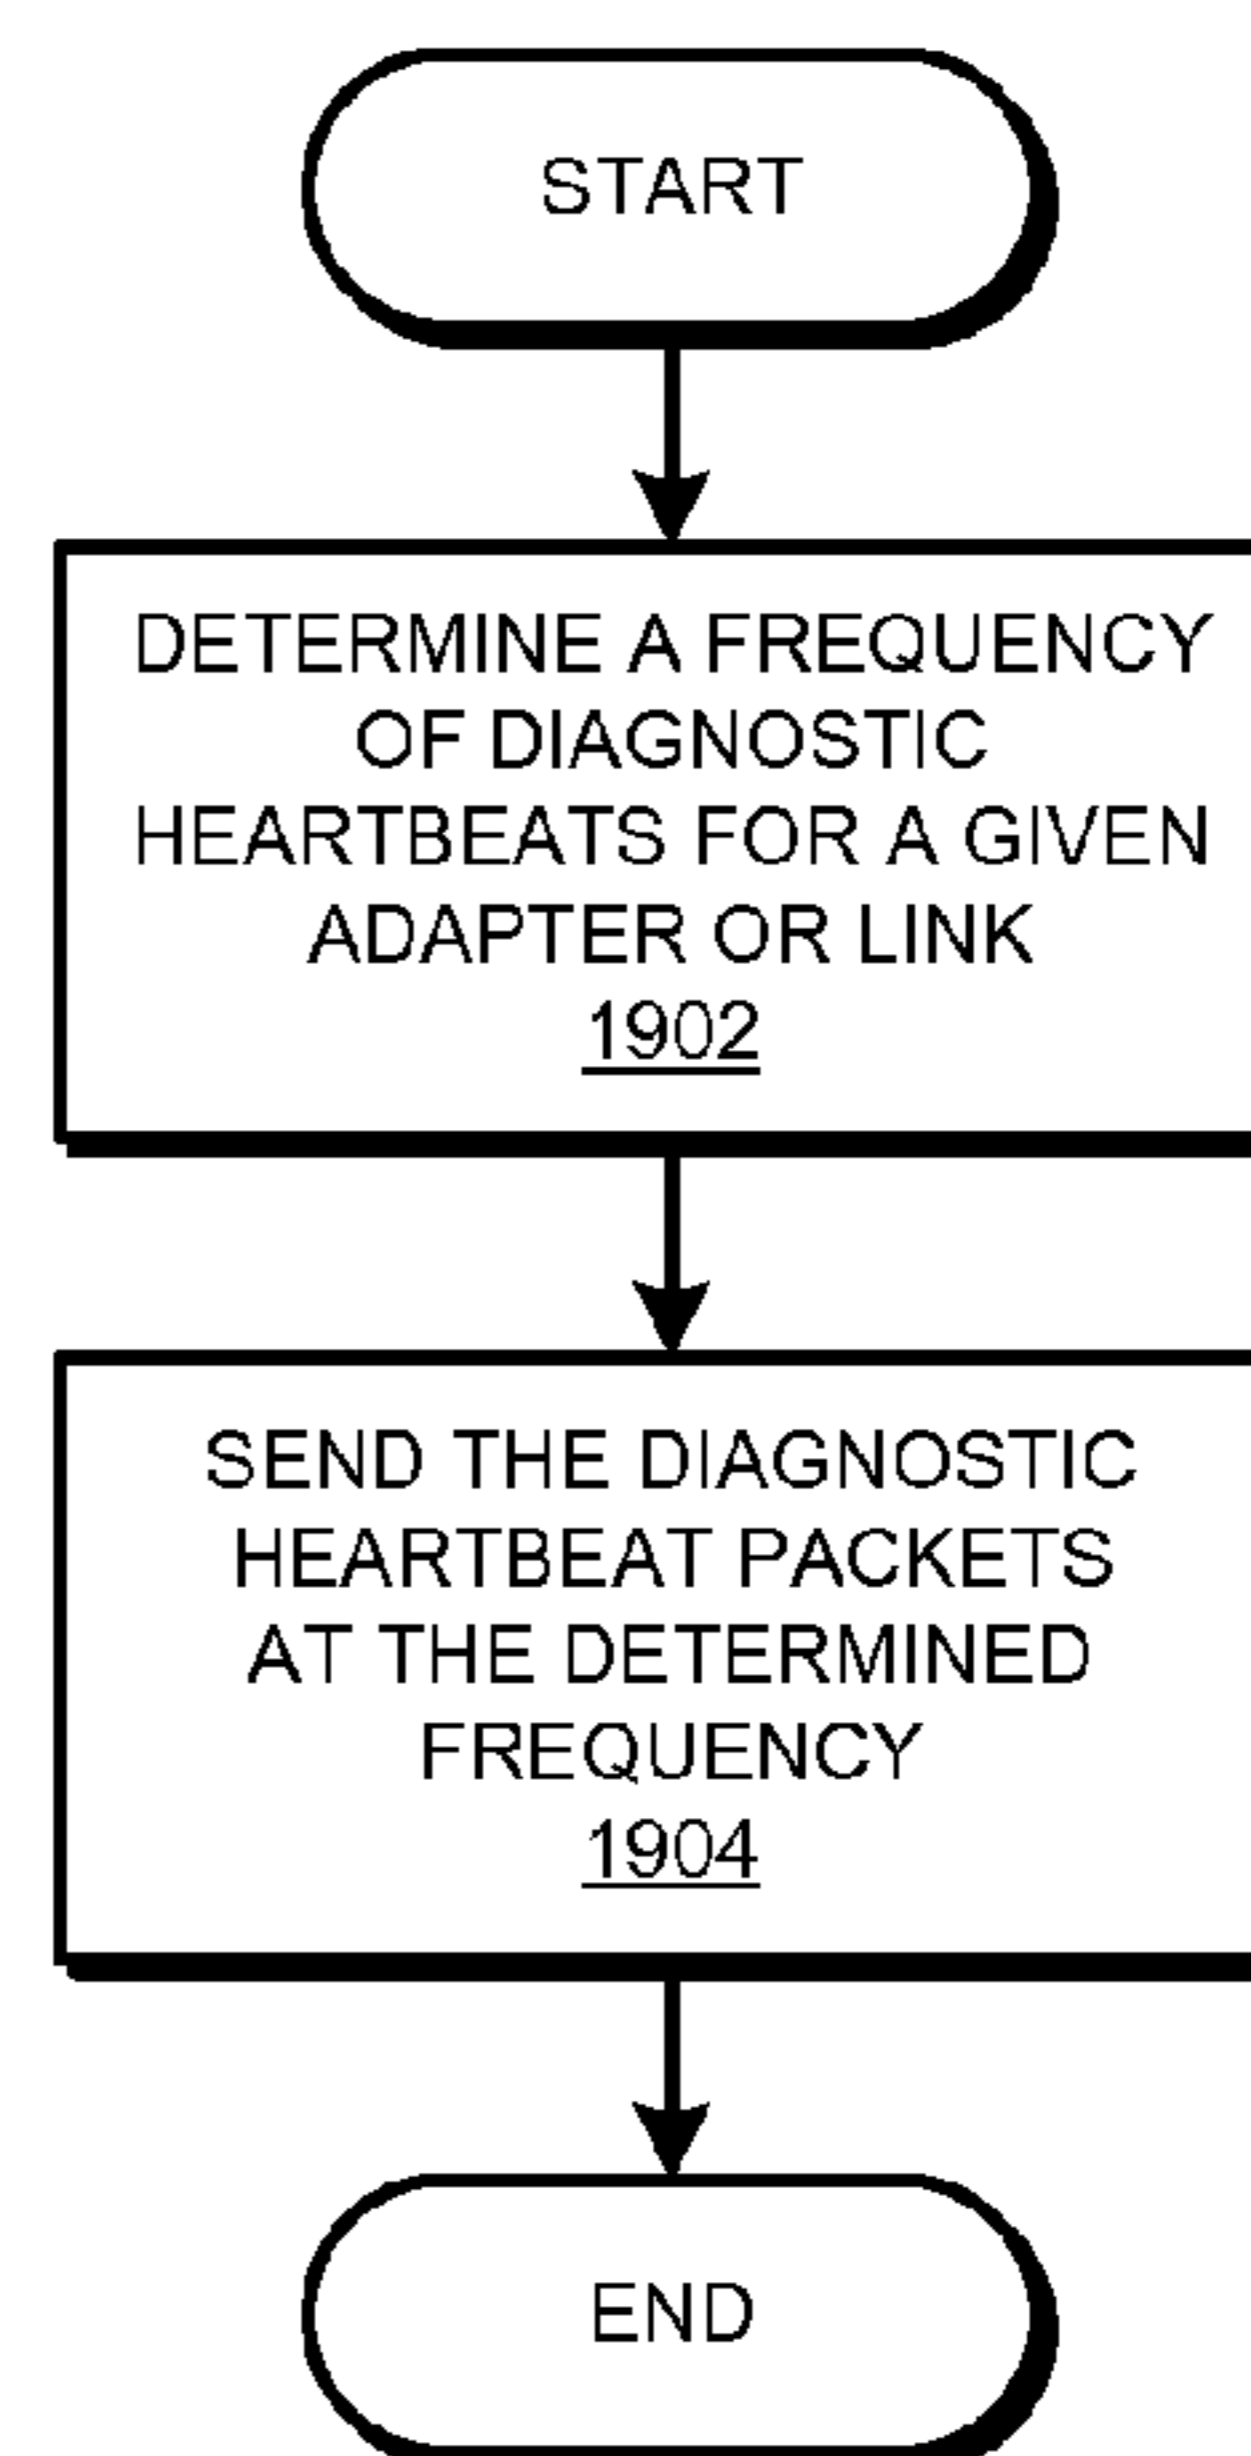 START
DETERMINE A FREQUENCY
OF DIAGNOSTIC
HEARTBEATS FOR A GIVEN
ADAPTER OR LINK
1902
SEND THE DIAGNOSTIC
HEARTBEAT PACKETS
AT THE DETERMINED
FREQUENCY
1904
END